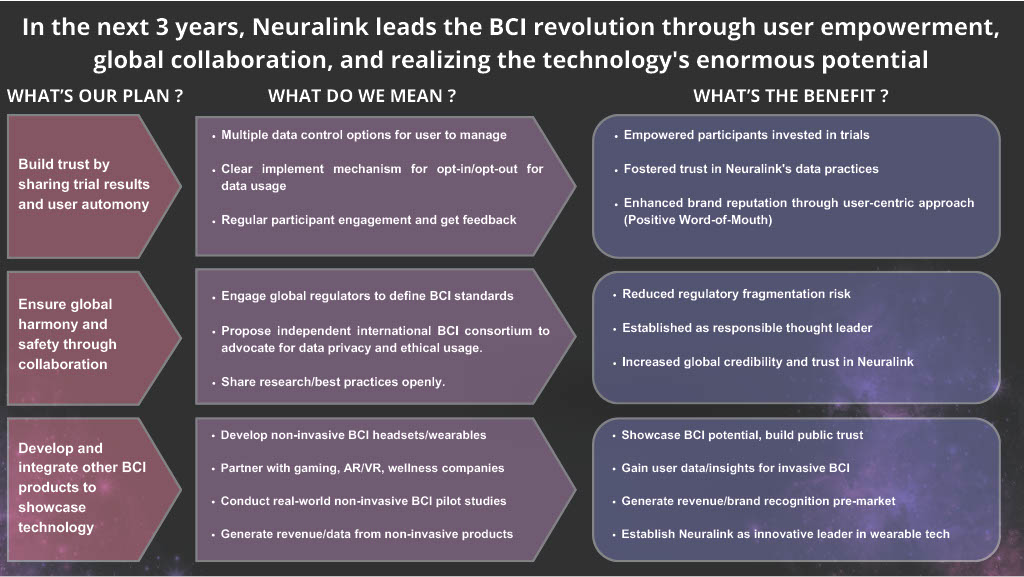 In the next 3 years, Neuralink leads the BCI revolution through user empowerment,
global collaboration, and realizing the technology's enormous potential
WHAT'S OUR PLAN ?
WHAT DO WE MEAN ?
WHAT'S THE BENEFIT ?
Build trust by
sharing trial results
and user automony
• Multiple data control options for user to manage
• Clear implement mechanism for opt-in/opt-out for
data usage
• Regular participant engagement and get feedback
• Empowered participants invested in trials
• Fostered trust in Neuralink's data practices
• Enhanced brand reputation through user-centric approach
(Positive Word-of-Mouth)
Ensure global
harmony and
safety through
collaboration
• Engage global regulators to define BCI standards
• Propose independent international BCI consortium to
advocate for data privacy and ethical usage.
• Share research/best practices openly.
• Reduced regulatory fragmentation risk
• Established as responsible thought leader
• Increased global credibility and trust in Neuralink
Develop and
integrate other BCI
products to
showcase
technology
• Develop non-invasive BCI headsets/wearables
• Partner with gaming, AR/VR, wellness companies
• Conduct real-world non-invasive BCI pilot studies
• Generate revenue/data from non-invasive products
• Showcase BCI potential, build public trust
• Gain user data/insights for invasive BCI
• Generate revenue/brand recognition pre-market
• Establish Neuralink as innovative leader in wearable tech